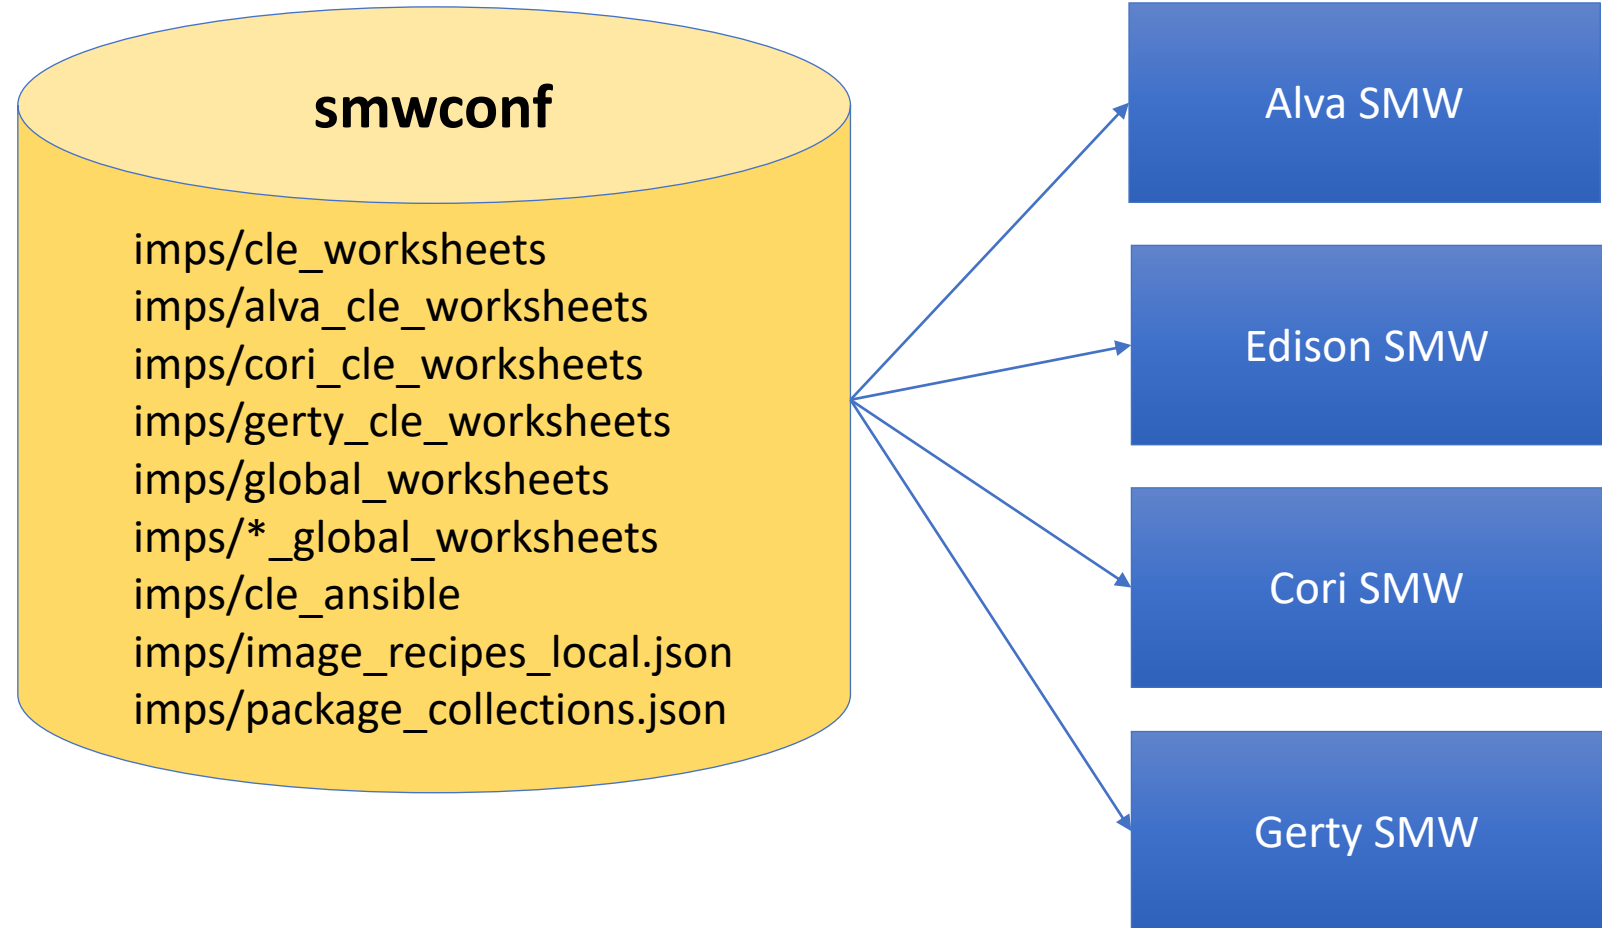 smwconf
imps/cle_worksheets
imps/alva_cle_worksheets
imps/cori_cle_worksheets
imps/gerty_cle_worksheets
imps/global_worksheets
imps/*_global_worksheets
imps/cle_ansible
imps/image_recipes_local.json
imps/package_collections.json
Alva SMW
Edison SMW
Cori SMW
Gerty SMW